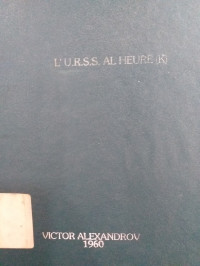 L' U.R.S.S. AL HEURE (K)
VICTOR ALEXANDROV
1960